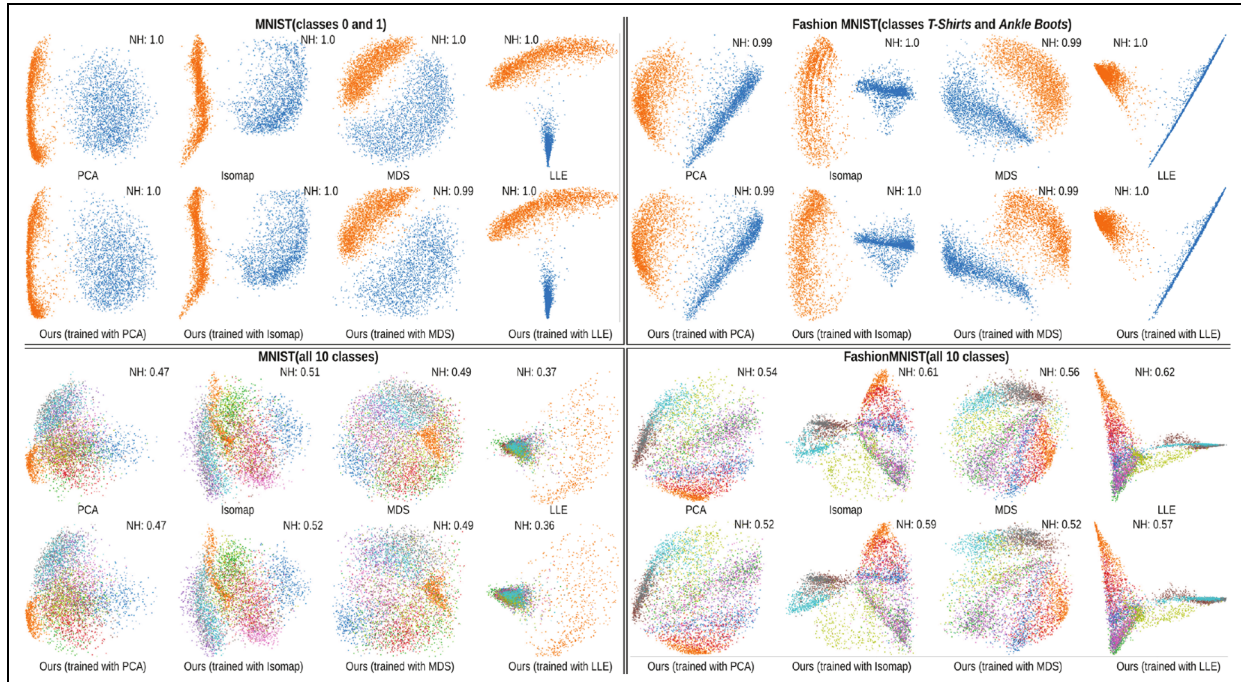 MNIST(classes 0 and 1)
NH: 1.0 NH: 1.0 NH: 1.0 NH: 1.0
PCA Isomap MDS LLE
NH: 1.0 NH: 1.0 NH: 0.99 NH: 1.0
Ours (trained with PCA) Ours (trained with Isomap) Ours (trained with MDS) Ours (trained with LLE)
Fashion MNIST(classes T-Shirts and Ankle Boots)
NH: 0.99 NH: 1.0 NH: 0.99 NH: 1.0
PCA Isomap MDS LLE
NH: 0.99 NH: 1.0 NH: 0.99 NH: 1.0
Ours (trained with PCA) Ours (trained with Isomap) Ours (trained with MDS) Ours (trained with LLE)
MNIST(all 10 classes)
NH: 0.47 NH: 0.51 NH: 0.49 NH: 0.37
PCA Isomap MDS LLE
NH: 0.47 NH: 0.52 NH: 0.49 NH: 0.36
Ours (trained with PCA) Ours (trained with Isomap) Ours (trained with MDS) Ours (trained with LLE)
FashionMNIST(all 10 classes)
NH: 0.54 NH: 0.61 NH: 0.56 NH: 0.62
PCA Isomap MDS LLE
NH: 0.52 NH: 0.59 NH: 0.52 NH: 0.57
Ours (trained with PCA) Ours (trained with Isomap) Ours (trained with MDS) Ours (trained with LLE)